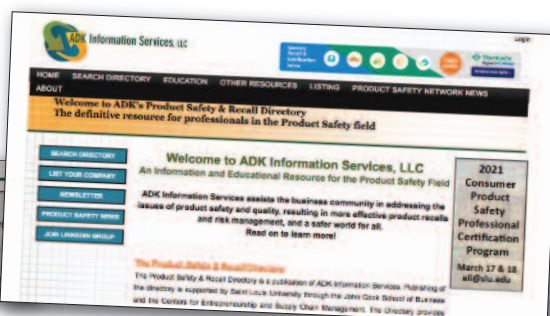 Login
ADK Information Services, LLC
HOME SEARCH DIRECTORY EDUCATION OTHER RESOURCES LISTING PRODUCT SAFETY NETWORK NEWS
ABOUT
Welcome to ADK's Product Safety & Recall Directory
The definitive resource for professionals in the Product Safety field
SEARCH DIRECTORY
LIST YOUR COMPANY
NEWSLETTER
PRODUCT SAFETY NEWS
JOIN LINKEDIN GROUP
Welcome to ADK Information Services, LLC
An Information and Educational Resource for the Product Safety Field
ADK Information Services assists the business community in addressing the
issues of product safety and quality, resulting in more effective product recalls
and risk management, and a safer world for all.
Read on to learn more!
The Product Safety & Recall Directory
The Product Safety & Recall Directory is a publication of ADK Information Services. Publishing of
the directory is supported by Saint Louis University through the John Cook School of Business
and the Centers for Entrepreneurship and Supply Chain Management. The Directory provides
2021
Consumer
Product
Safety
Professional
Certification
Program
March 17 & 18
eli@slu.edu